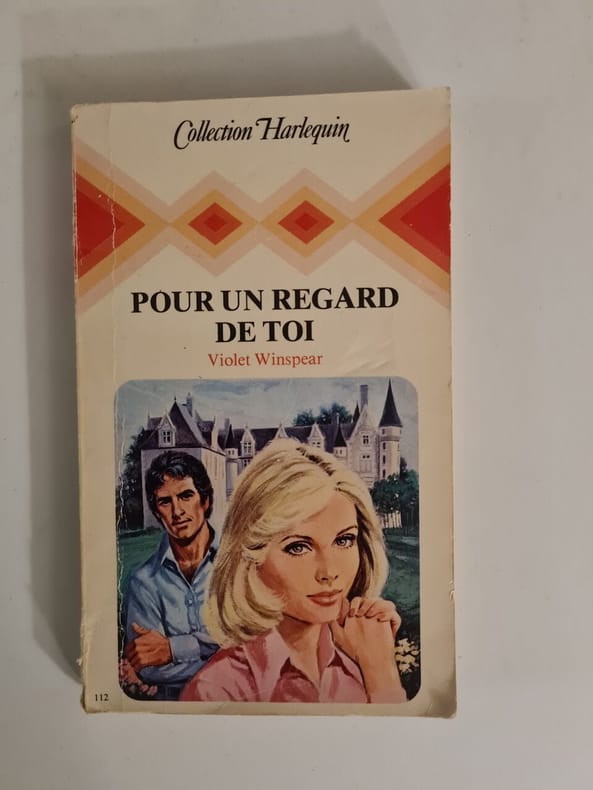 Collection Harlequin
POUR UN REGARD
DE TOI
Violet Winspear
112